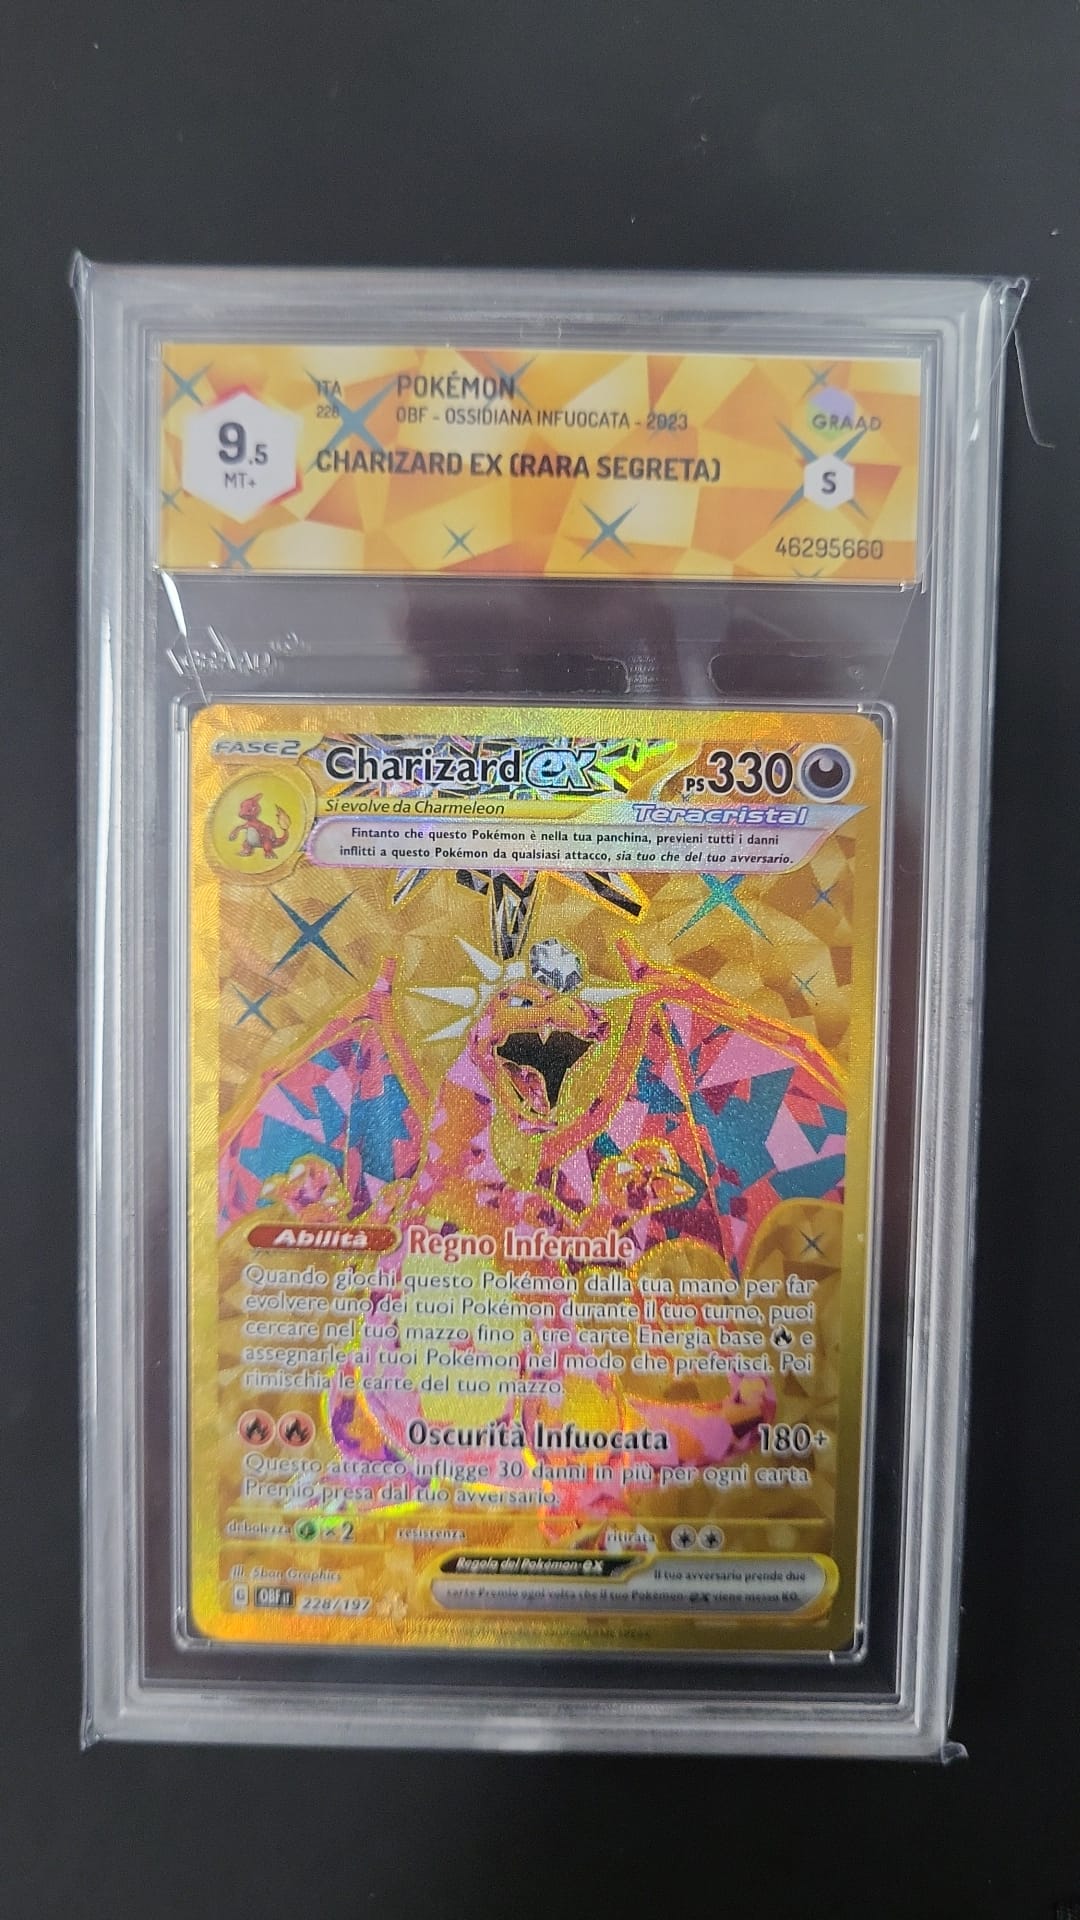 9.5
MT+
ITA
228
POKÉMON
OBF - OSSIDIANA INFUOCATA - 2023
CHARIZARD EX (RARA SEGRETA)
GRAAD
S
46295660
FASE 2
Charizard ex
PS 330
Si evolve da Charmeleon
Teracristal
Fintanto che questo Pokémon è nella tua panchina, previeni tutti i danni
inflitti a questo Pokémon da qualsiasi attacco, sia tuo che del tuo avversario.
Abilità Regno Infernale
Quando giochi questo Pokémon dalla tua mano per far
evolvere uno dei tuoi Pokémon durante il tuo turno, puoi
cercare nel tuo mazzo fino a tre carte Energia base e
assegnarle ai tuoi Pokémon nel modo che preferisci. Poi
rimischia le carte del tuo mazzo.
Oscurità Infuocata 180+
Questo attacco infligge 30 danni in più per ogni carta
Premio presa dal tuo avversario.
debolezza ×2 resistenza ritirata
Regola dei Pokémon-ex
Il tuo avversario prende due
carte Premio ogni volta che il tuo Pokémon-ex viene messo KO.
Ill. 5ban Graphics
G OBF IT 228/197